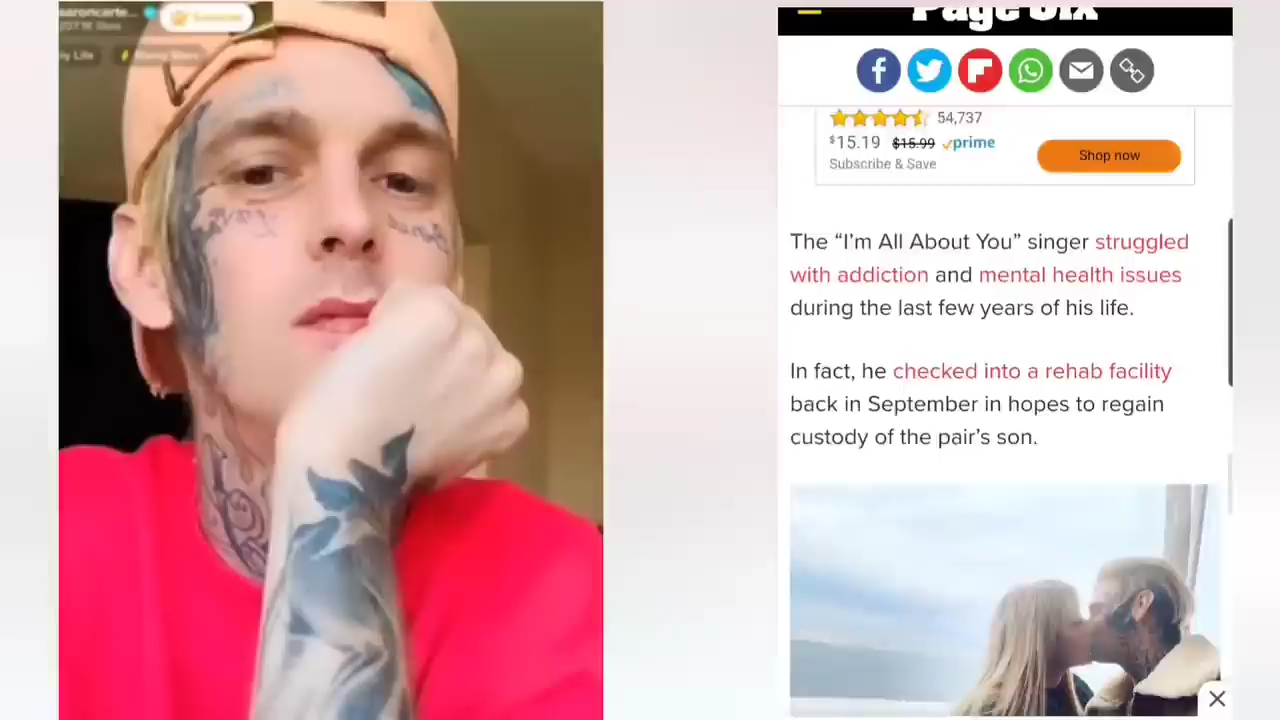 aaroncarte...
Page Six
54,737
$15.19 $15.99 prime
Subscribe & Save
Shop now
The “I’m All About You” singer struggled
with addiction and mental health issues
during the last few years of his life.
In fact, he checked into a rehab facility
back in September in hopes to regain
custody of the pair’s son.